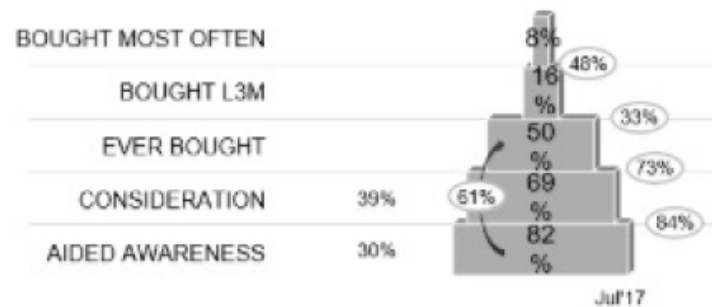 BOUGHT MOST OFTEN
8%
48%
BOUGHT L3M
16
%
33%
EVER BOUGHT
50
%
73%
CONSIDERATION
39%
61%
69
%
84%
AIDED AWARENESS
30%
82
%
Jul'17